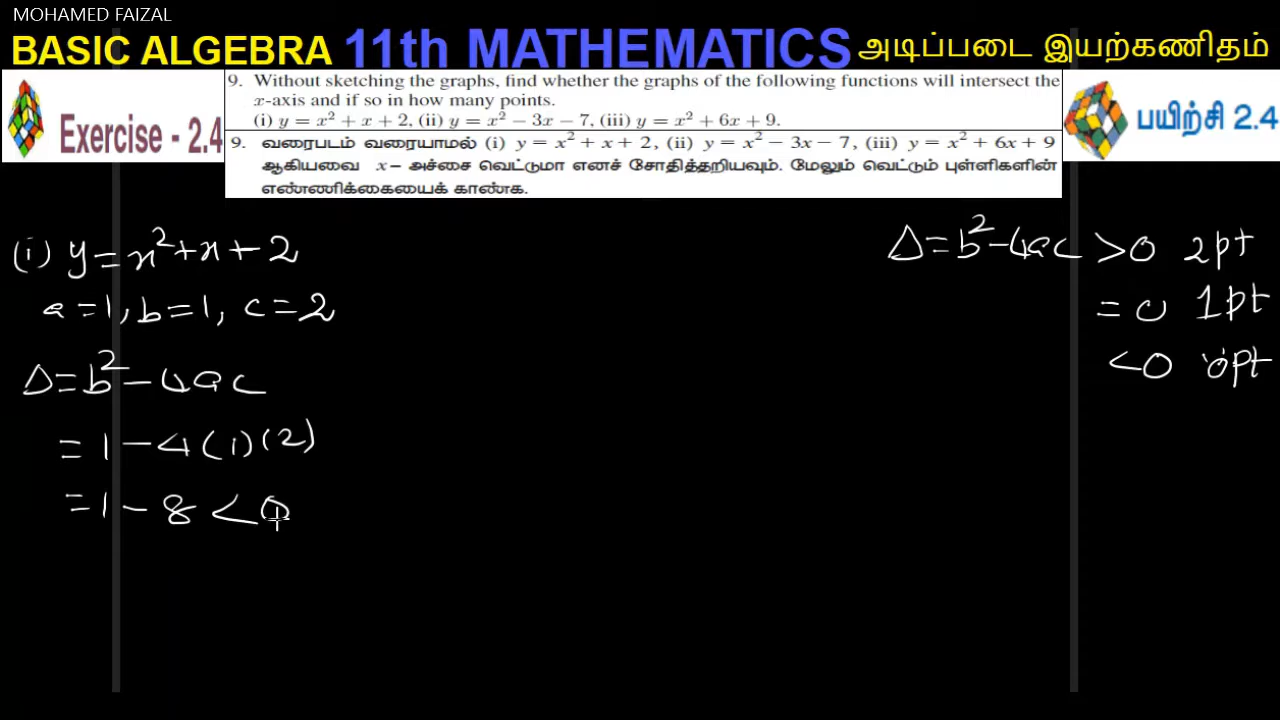 MOHAMED FAIZAL
BASIC ALGEBRA 11th MATHEMATICS அடிப்படை இயற்கணிதம்
Exercise - 2.4
9. Without sketching the graphs, find whether the graphs of the following functions will intersect the
x-axis and if so in how many points.
(i) y = x² + x + 2, (ii) y = x² − 3x − 7, (iii) y = x² + 6x + 9.
9. வரைபடம் வரையாமல் (i) y = x² + x + 2, (ii) y = x² − 3x − 7, (iii) y = x² + 6x + 9
ஆகியவை x− அச்சை வெட்டுமா எனச் சோதித்தறியவும். மேலும் வெட்டும் புள்ளிகளின்
எண்ணிக்கையைக் காண்க.
பயிற்சி 2.4
(i) y = x² + x + 2
a = 1, b = 1, c = 2
Δ = b² − 4ac
= 1 − 4(1)(2)
= 1 − 8 < 0
Δ = b² − 4ac > 0 2pt
= 0 1pt
< 0 0pt